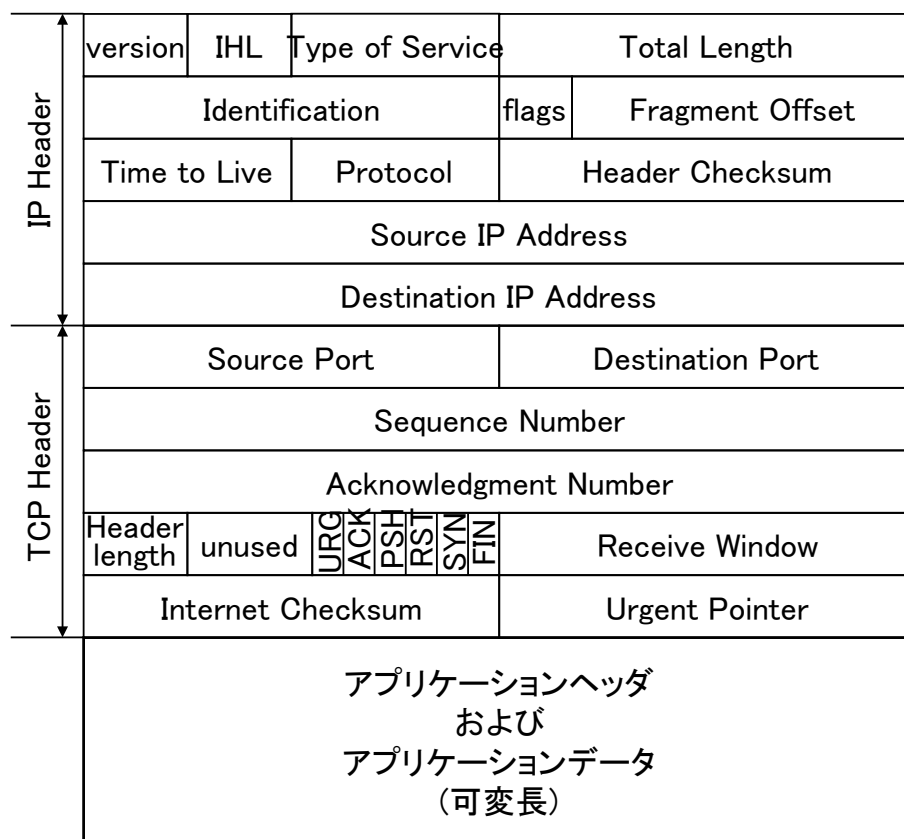 IP Header
version IHL Type of Service Total Length
Identification flags Fragment Offset
Time to Live Protocol Header Checksum
Source IP Address
Destination IP Address
TCP Header
Source Port Destination Port
Sequence Number
Acknowledgment Number
Header length unused URG ACK PSH RST SYN FIN Receive Window
Internet Checksum Urgent Pointer
アプリケーションヘッダ
および
アプリケーションデータ
(可変長)